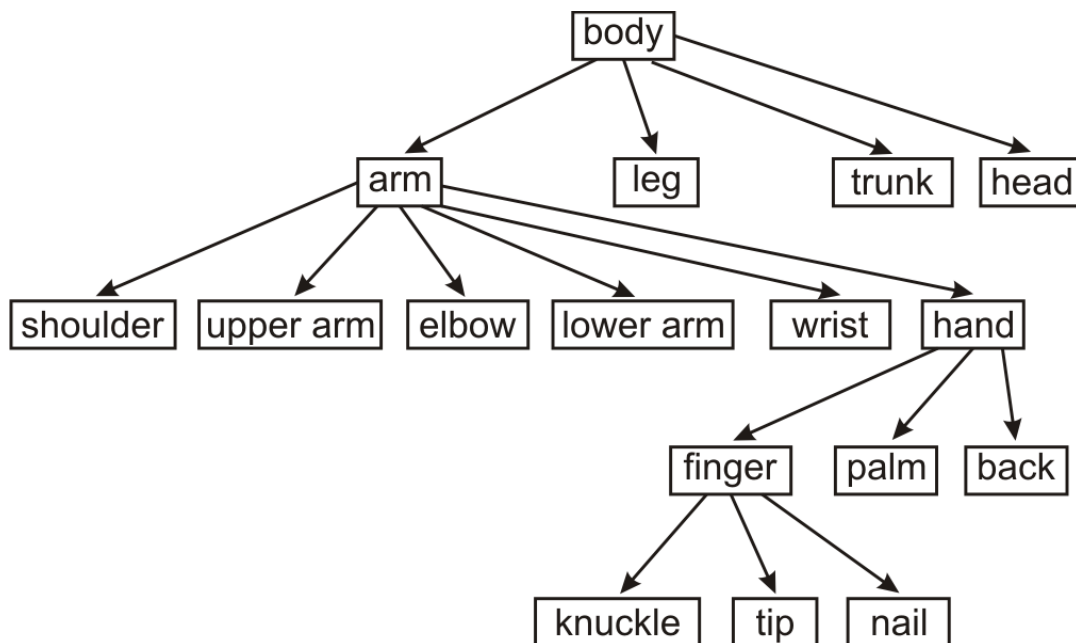 body
arm
leg
trunk
head
shoulder
upper arm
elbow
lower arm
wrist
hand
finger
palm
back
knuckle
tip
nail